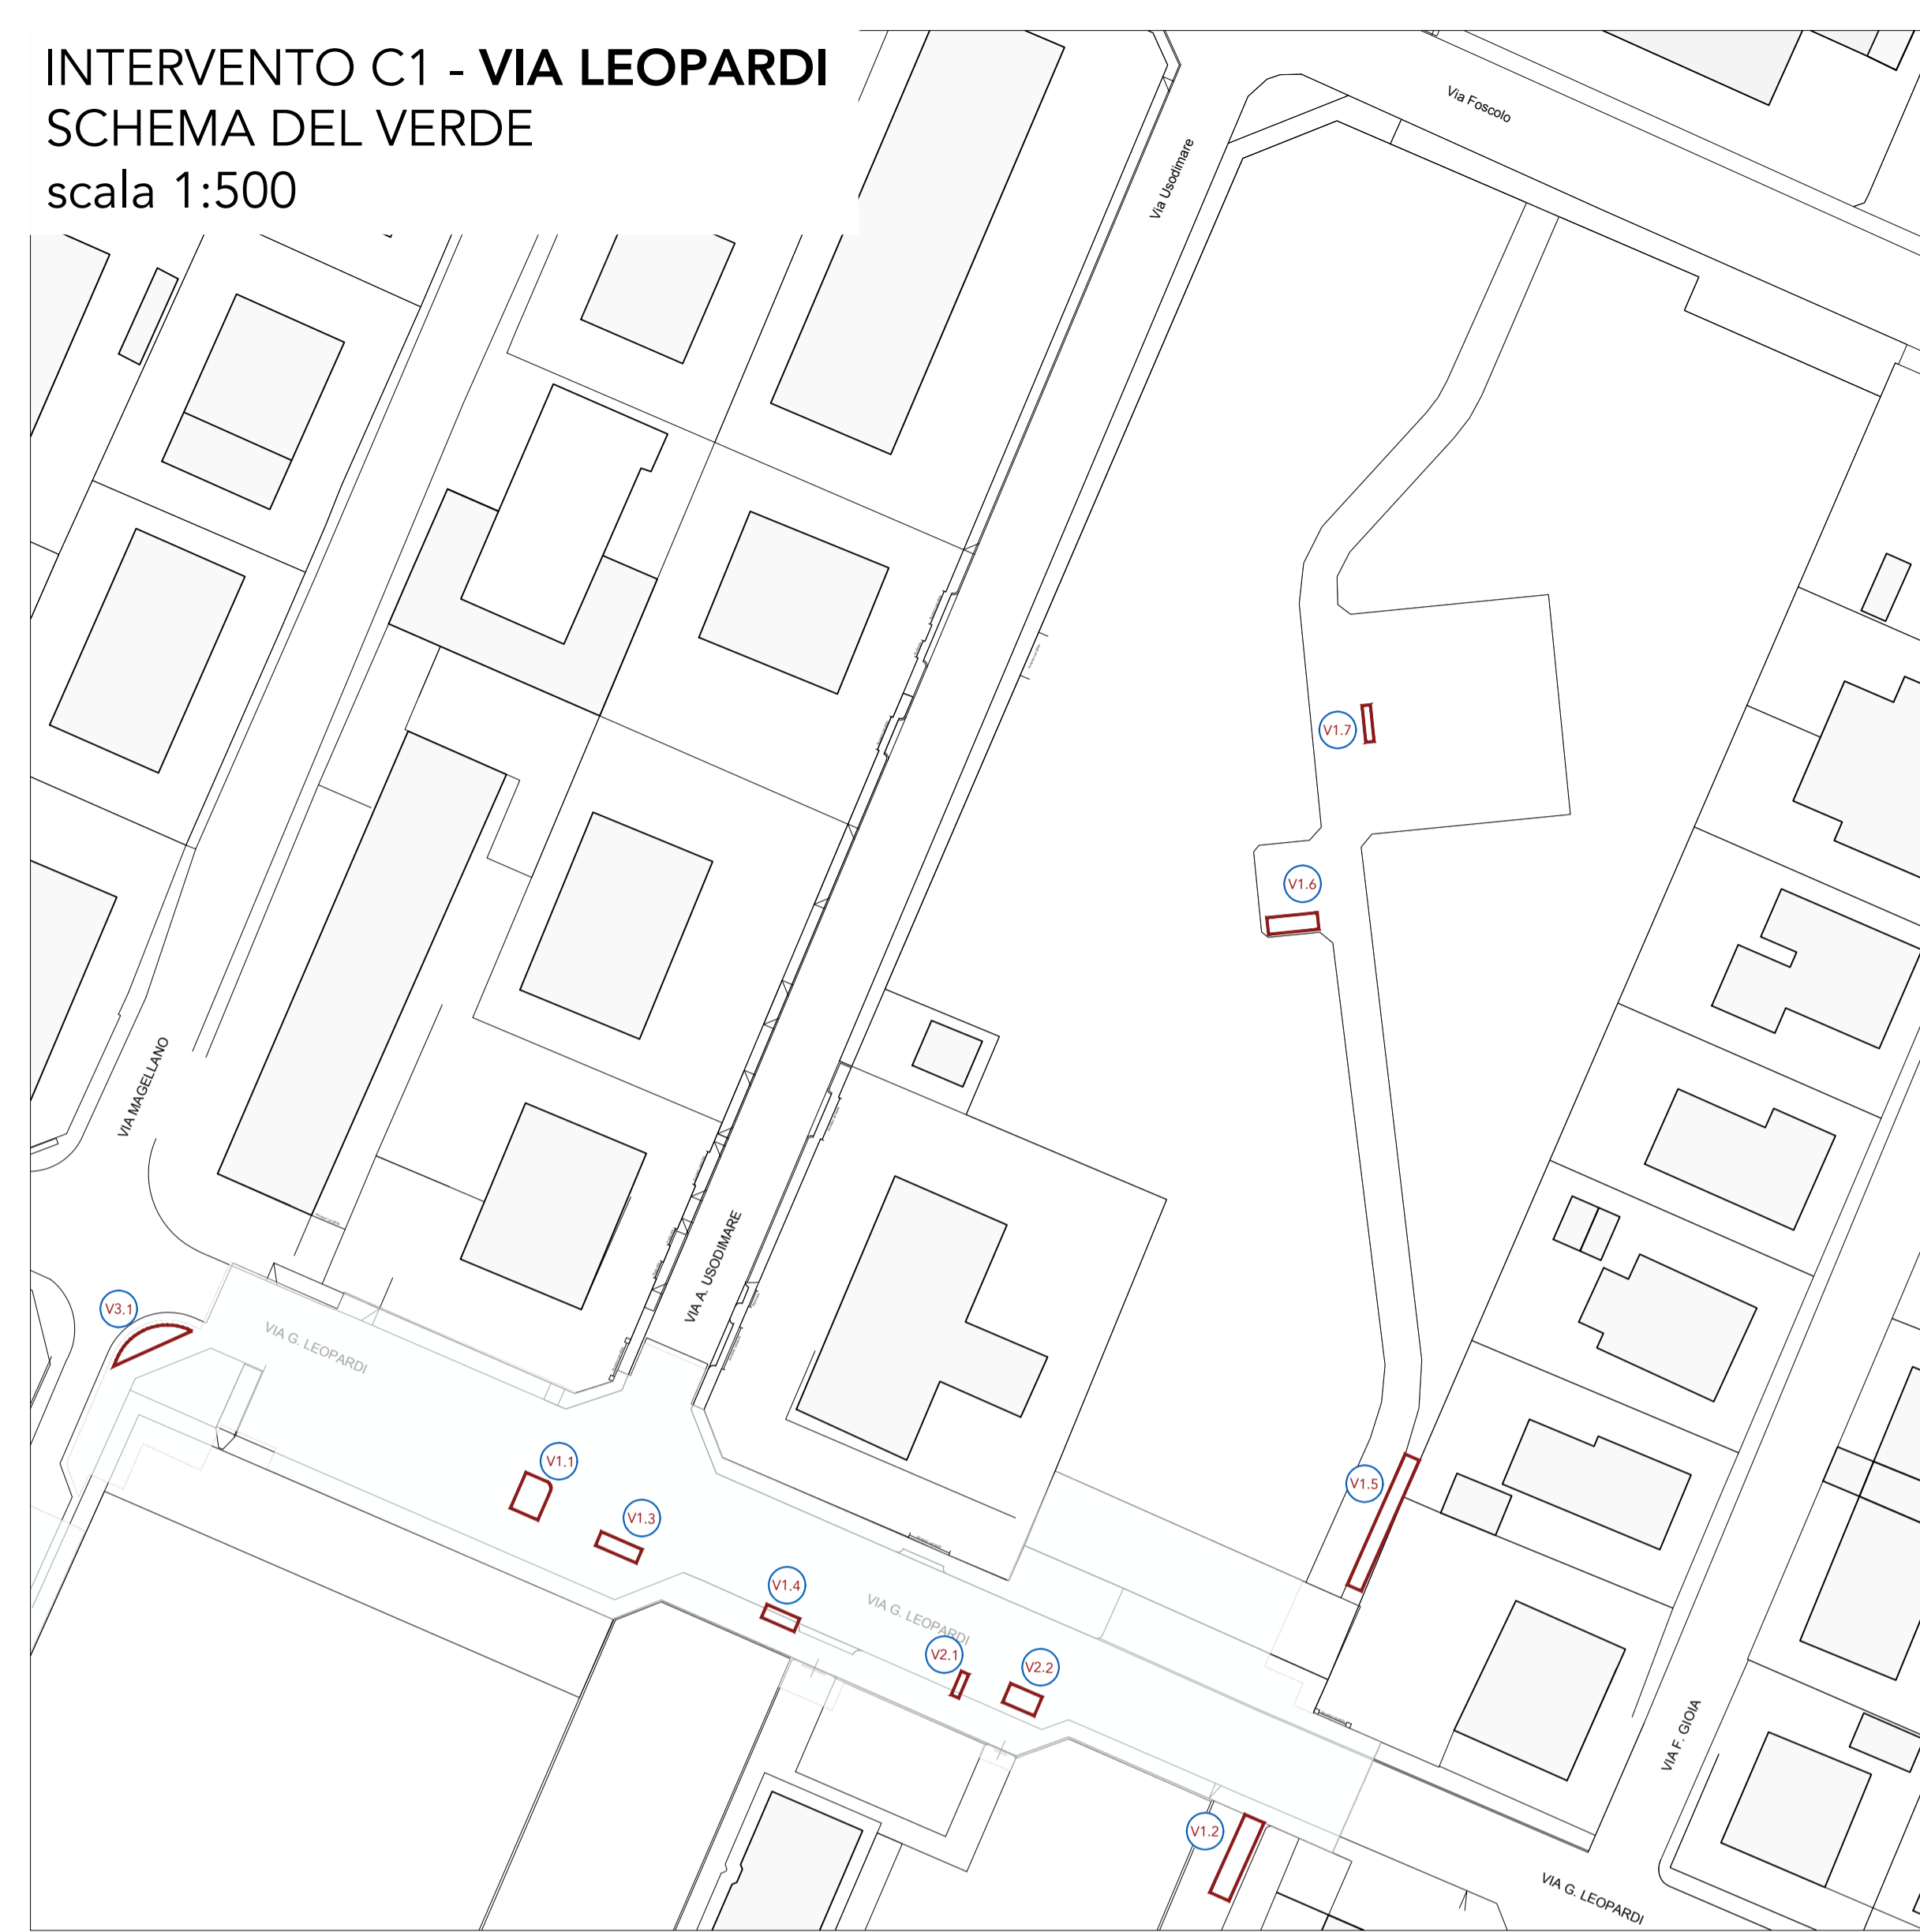 INTERVENTO C1 - VIA LEOPARDI
SCHEMA DEL VERDE
scala 1:500
Via Foscolo
Via Usodimare
V1.7
V1.6
VIA MAGELLANO
VIA A. USODIMARE
V3.1
VIA G. LEOPARDI
V1.1
V1.3
V1.5
V1.4
VIA G. LEOPARDI
V2.1
V2.2
VIA F. GIOIA
V1.2
VIA G. LEOPARDI